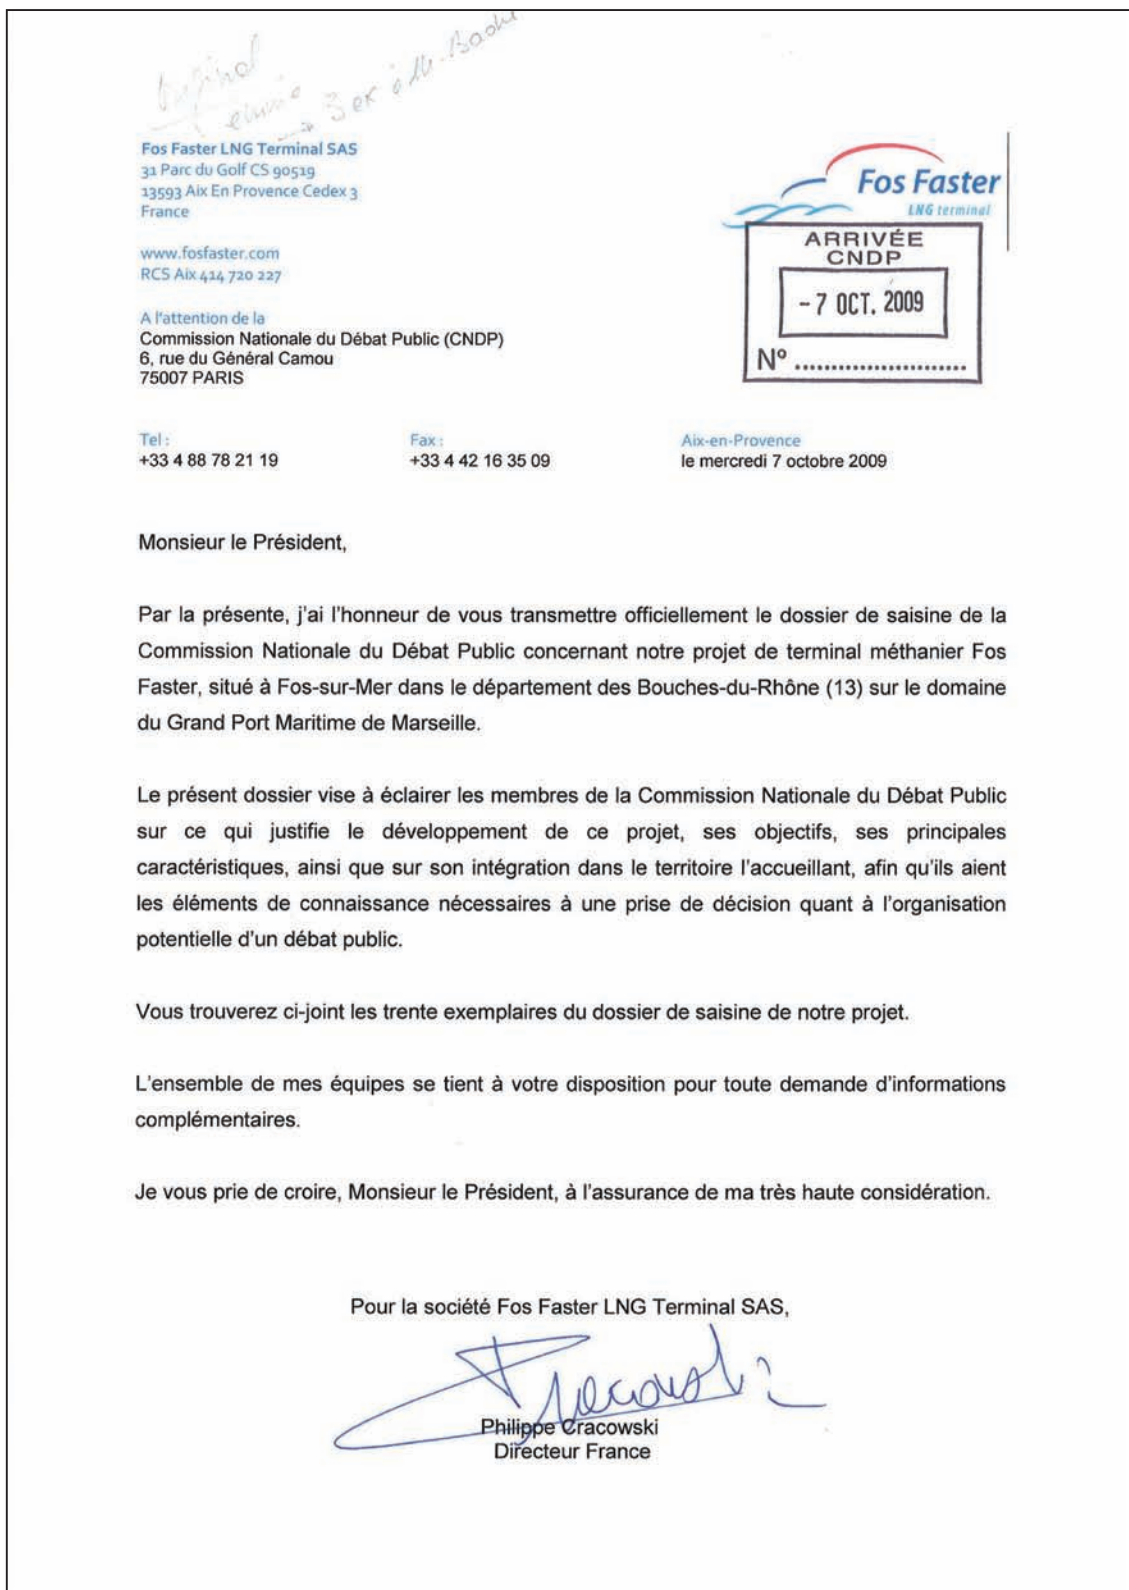 Original
envoi
→ 3 ex à M.
Fos Faster LNG Terminal SAS
31 Parc du Golf CS 90519
13593 Aix En Provence Cedex 3
France
www.fosfaster.com
RCS Aix 414 720 227
Fos Faster
LNG terminal
ARRIVÉE
CNDP
- 7 OCT. 2009
N° ........................
A l'attention de la
Commission Nationale du Débat Public (CNDP)
6, rue du Général Camou
75007 PARIS
Tel :
+33 4 88 78 21 19
Fax :
+33 4 42 16 35 09
Aix-en-Provence
le mercredi 7 octobre 2009
Monsieur le Président,
Par la présente, j'ai l'honneur de vous transmettre officiellement le dossier de saisine de la
Commission Nationale du Débat Public concernant notre projet de terminal méthanier Fos
Faster, situé à Fos-sur-Mer dans le département des Bouches-du-Rhône (13) sur le domaine
du Grand Port Maritime de Marseille.
Le présent dossier vise à éclairer les membres de la Commission Nationale du Débat Public
sur ce qui justifie le développement de ce projet, ses objectifs, ses principales
caractéristiques, ainsi que sur son intégration dans le territoire l'accueillant, afin qu'ils aient
les éléments de connaissance nécessaires à une prise de décision quant à l'organisation
potentielle d'un débat public.
Vous trouverez ci-joint les trente exemplaires du dossier de saisine de notre projet.
L'ensemble de mes équipes se tient à votre disposition pour toute demande d'informations
complémentaires.
Je vous prie de croire, Monsieur le Président, à l'assurance de ma très haute considération.
Pour la société Fos Faster LNG Terminal SAS,
Philippe Cracowski
Directeur France